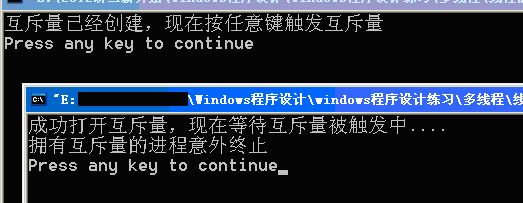 互斥量己经创建，现在按任意键触发互斥量
Press any key to continue
"E: \Windows程序设计\windows程序设计练习\多线程\线
成功打开互斥量，现在等待互斥量被触发中....
拥有互斥量的进程意外终止
Press any key to continue